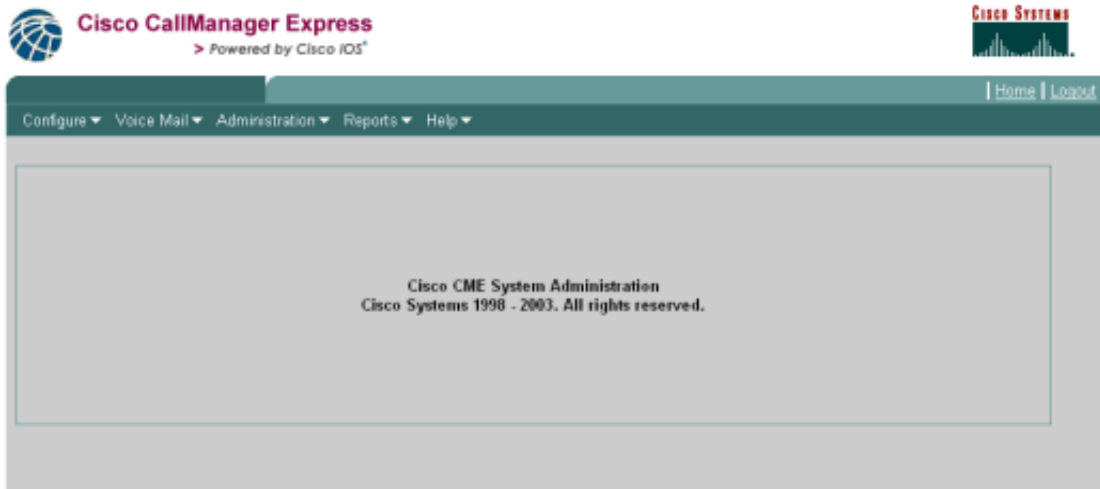 Cisco CallManager Express
> Powered by Cisco IOS®
CISCO SYSTEMS
Home | Logout
Configure Voice Mail Administration Reports Help
Cisco CME System Administration
Cisco Systems 1998 - 2003. All rights reserved.